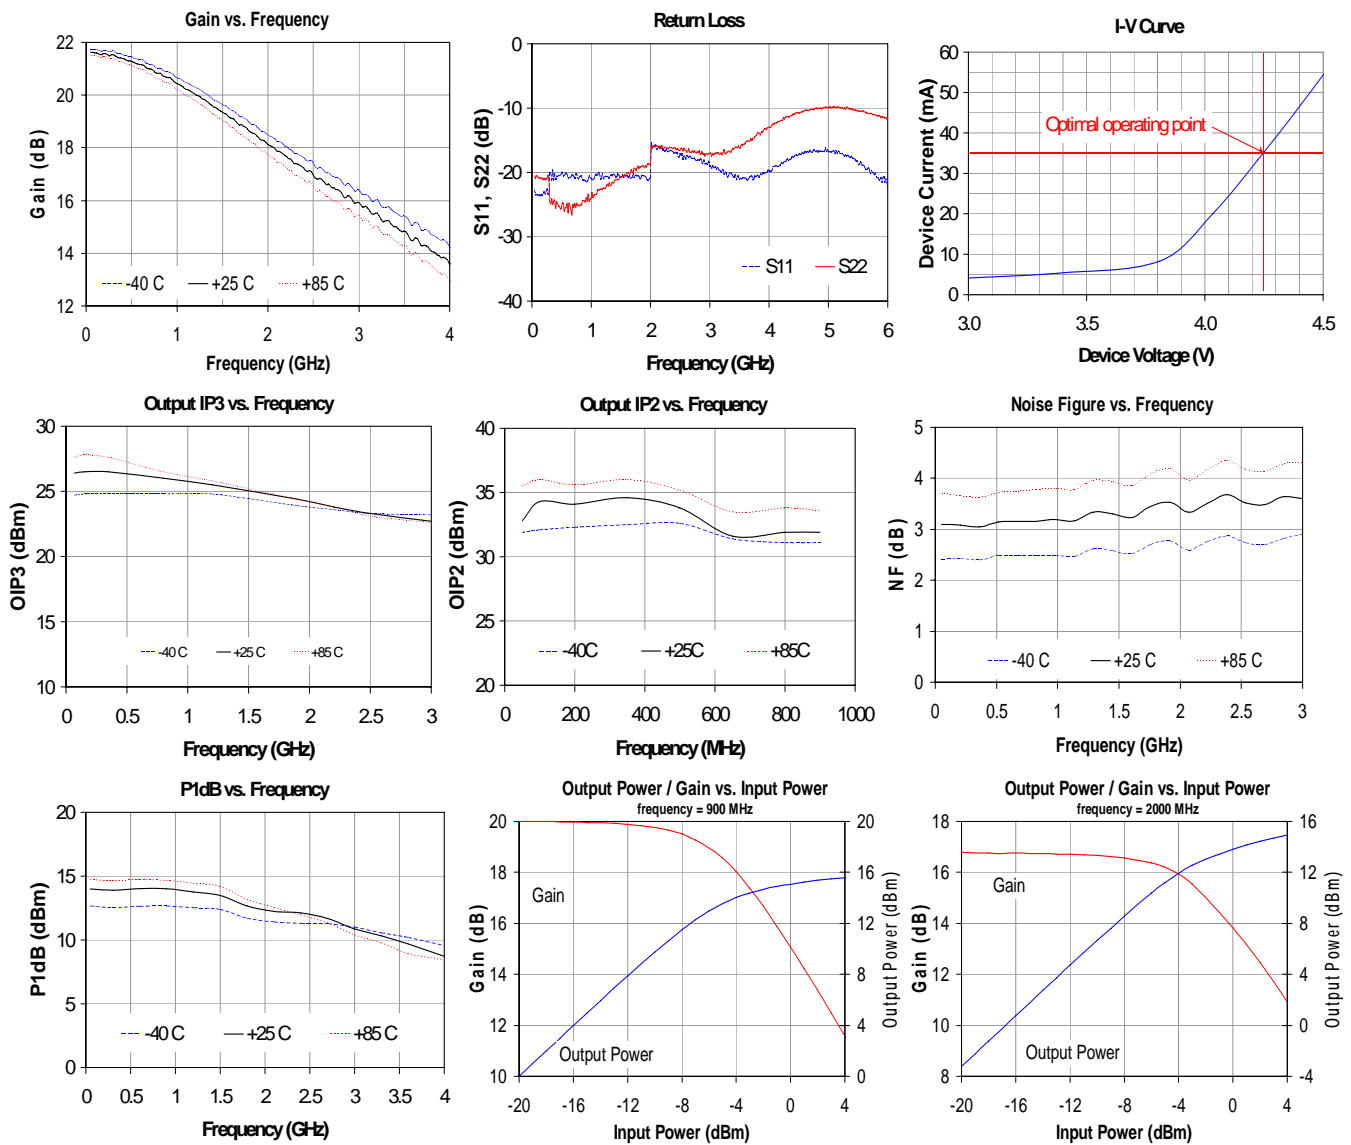 Gain vs. Frequency
22
20
18
16
14
12
Gain (dB)
-40 C
+25 C
+85 C
0 1 2 3 4
Frequency (GHz)
Return Loss
0
-10
-20
-30
-40
S11, S22 (dB)
S11
S22
0 1 2 3 4 5 6
Frequency (GHz)
I-V Curve
60
50
40
30
20
10
0
Device Current (mA)
Optimal operating point
3.0 3.5 4.0 4.5
Device Voltage (V)
Output IP3 vs. Frequency
30
25
20
15
10
OIP3 (dBm)
-40 C
+25 C
+85 C
0 0.5 1 1.5 2 2.5 3
Frequency (GHz)
Output IP2 vs. Frequency
40
35
30
25
20
OIP2 (dBm)
-40C
+25C
+85C
0 200 400 600 800 1000
Frequency (MHz)
Noise Figure vs. Frequency
5
4
3
2
1
0
NF (dB)
-40 C
+25 C
+85 C
0 0.5 1 1.5 2 2.5 3
Frequency (GHz)
P1dB vs. Frequency
20
15
10
5
0
P1dB (dBm)
-40 C
+25 C
+85 C
0 0.5 1 1.5 2 2.5 3 3.5 4
Frequency (GHz)
Output Power / Gain vs. Input Power
frequency = 900 MHz
20
18
16
14
12
10
Gain (dB)
Gain
Output Power
20
16
12
8
4
0
Output Power (dBm)
-20 -16 -12 -8 -4 0 4
Input Power (dBm)
Output Power / Gain vs. Input Power
frequency = 2000 MHz
18
16
14
12
10
8
Gain (dB)
Gain
Output Power
16
12
8
4
0
-4
Output Power (dBm)
-20 -16 -12 -8 -4 0 4
Input Power (dBm)